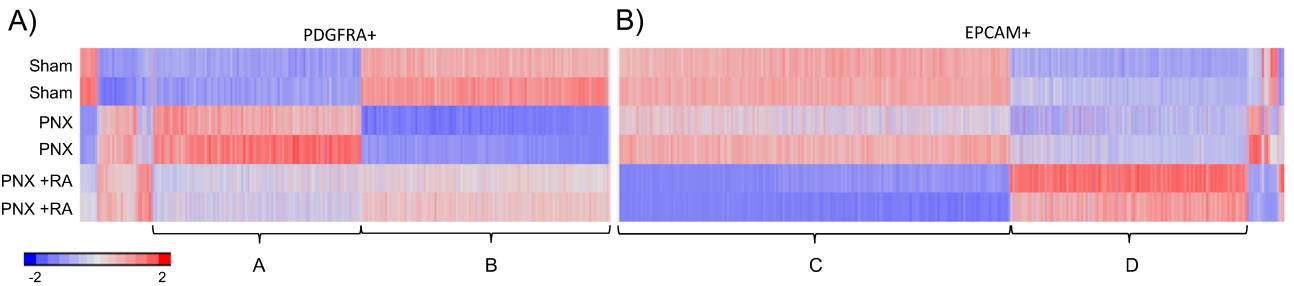 A)
PDGFRA+
B)
EPCAM+
Sham
Sham
PNX
PNX
PNX +RA
PNX +RA
A
B
C
D
-2
2